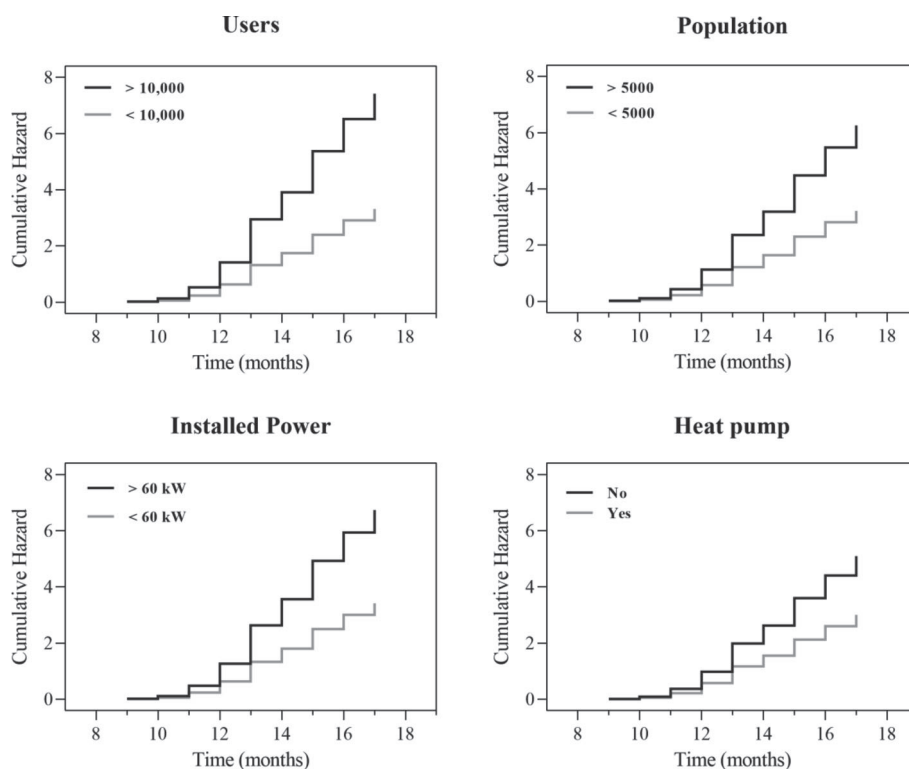 Users
Cumulative Hazard
8
6
4
2
0
> 10,000
< 10,000
8 10 12 14 16 18
Time (months)
Population
Cumulative Hazard
8
6
4
2
0
> 5000
< 5000
8 10 12 14 16 18
Time (months)
Installed Power
Cumulative Hazard
8
6
4
2
0
> 60 kW
< 60 kW
8 10 12 14 16 18
Time (months)
Heat pump
Cumulative Hazard
8
6
4
2
0
No
Yes
8 10 12 14 16 18
Time (months)